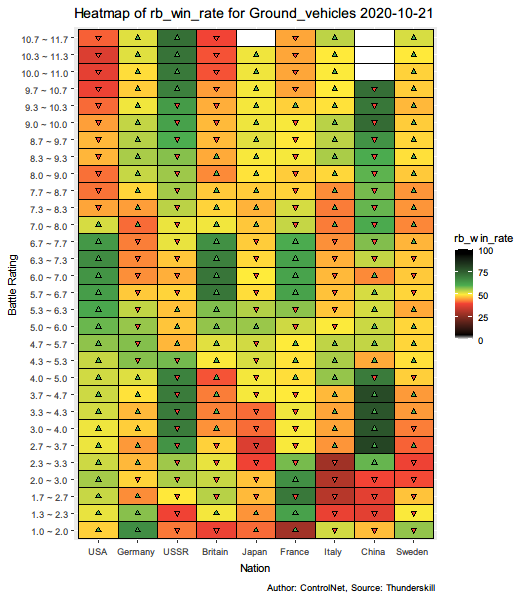 Heatmap of rb_win_rate for Ground_vehicles 2020-10-21
Battle Rating
10.7 ~ 11.7
10.3 ~ 11.3
10.0 ~ 11.0
9.7 ~ 10.7
9.3 ~ 10.3
9.0 ~ 10.0
8.7 ~ 9.7
8.3 ~ 9.3
8.0 ~ 9.0
7.7 ~ 8.7
7.3 ~ 8.3
7.0 ~ 8.0
6.7 ~ 7.7
6.3 ~ 7.3
6.0 ~ 7.0
5.7 ~ 6.7
5.3 ~ 6.3
5.0 ~ 6.0
4.7 ~ 5.7
4.3 ~ 5.3
4.0 ~ 5.0
3.7 ~ 4.7
3.3 ~ 4.3
3.0 ~ 4.0
2.7 ~ 3.7
2.3 ~ 3.3
2.0 ~ 3.0
1.7 ~ 2.7
1.3 ~ 2.3
1.0 ~ 2.0
USA Germany USSR Britain Japan France Italy China Sweden
Nation
rb_win_rate
100
75
50
25
0
Author: ControlNet, Source: Thunderskill